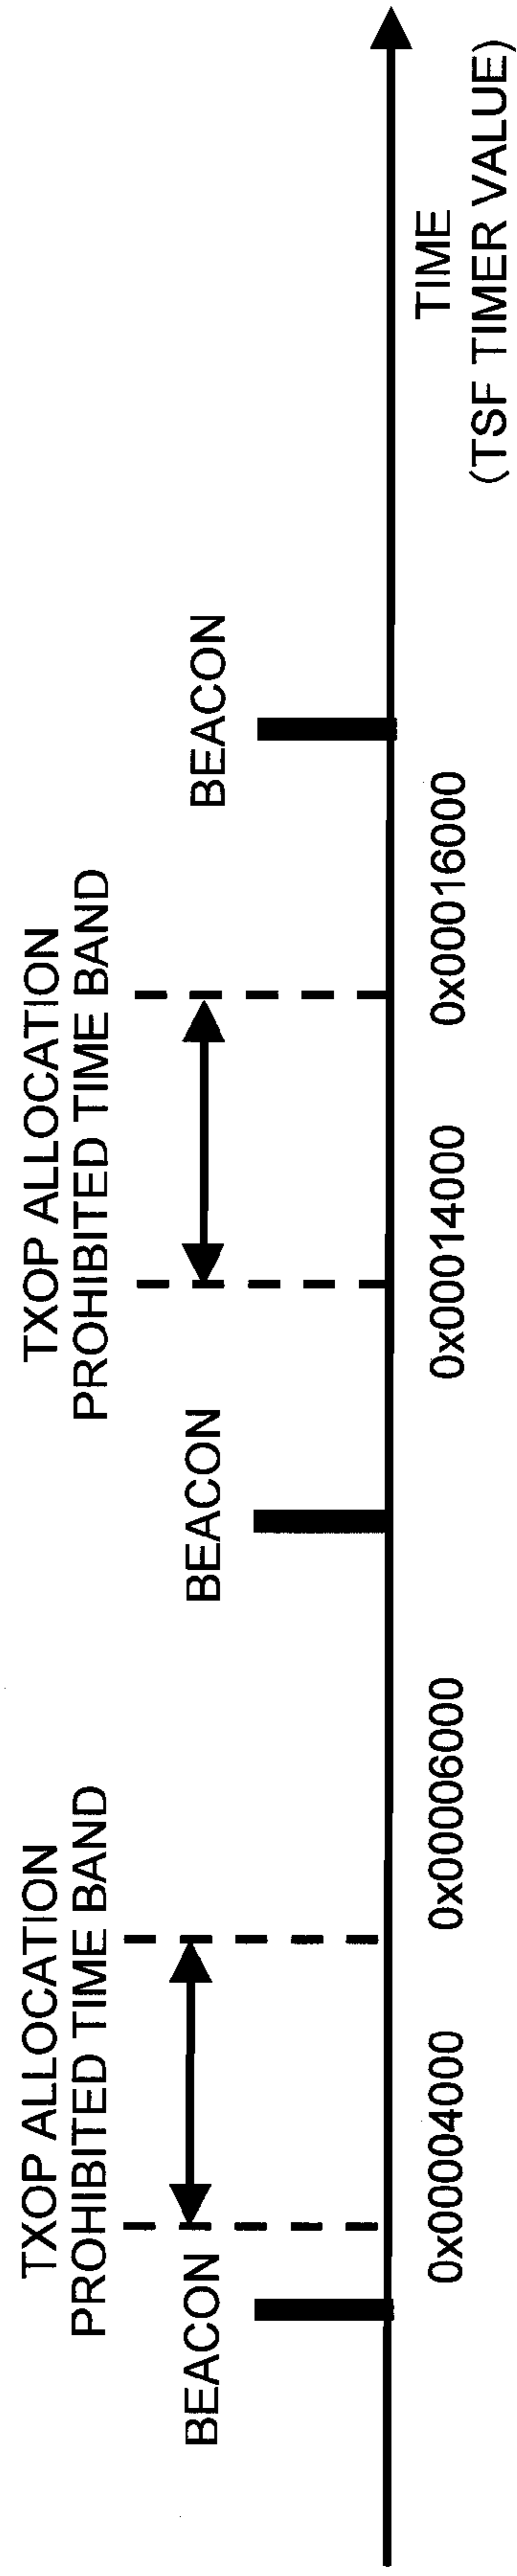 TXOP ALLOCATION
PROHIBITED TIME BAND
TXOP ALLOCATION
PROHIBITED TIME BAND
BEACON
BEACON
BEACON
0x00004000
0x00006000
0x00014000
0x00016000
TIME
(TSF TIMER VALUE)